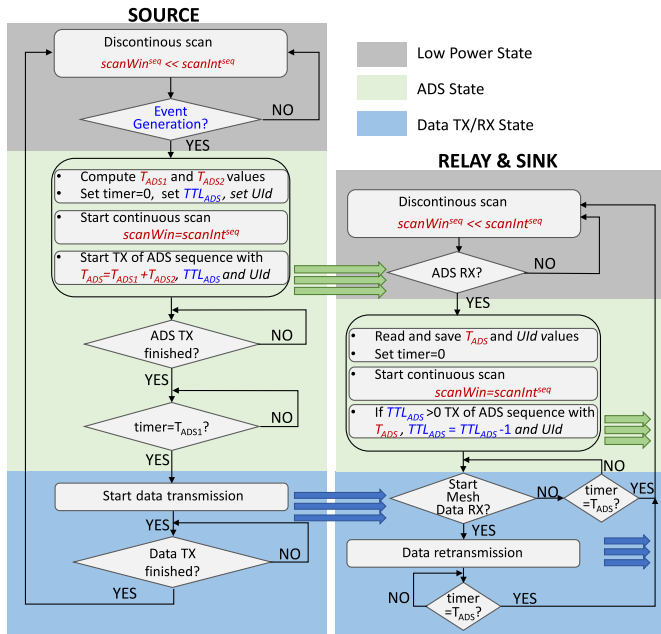 SOURCE
Discontinous scan
scanWin^seq << scanInt^seq
Event
Generation?
NO
YES
• Compute T_ADS1 and T_ADS2 values
• Set timer=0, set TTL_ADS, set UId
• Start continuous scan
scanWin=scanInt^seq
• Start TX of ADS sequence with
T_ADS=T_ADS1+T_ADS2, TTL_ADS and UId
ADS TX
finished?
NO
YES
timer=T_ADS1?
NO
YES
Start data transmission
YES
Data TX
finished?
NO
YES
Low Power State
ADS State
Data TX/RX State
RELAY & SINK
Discontinous scan
scanWin^seq << scanInt^seq
ADS RX?
NO
YES
• Read and save T_ADS and UId values
• Set timer=0
• Start continuous scan
scanWin=scanInt^seq
• If TTL_ADS>0 TX of ADS sequence with
T_ADS, TTL_ADS = TTL_ADS-1 and UId
NO
Start
Mesh
Data RX?
NO
timer
=T_ADS?
YES
YES
Data retransmission
NO
timer
=T_ADS?
YES